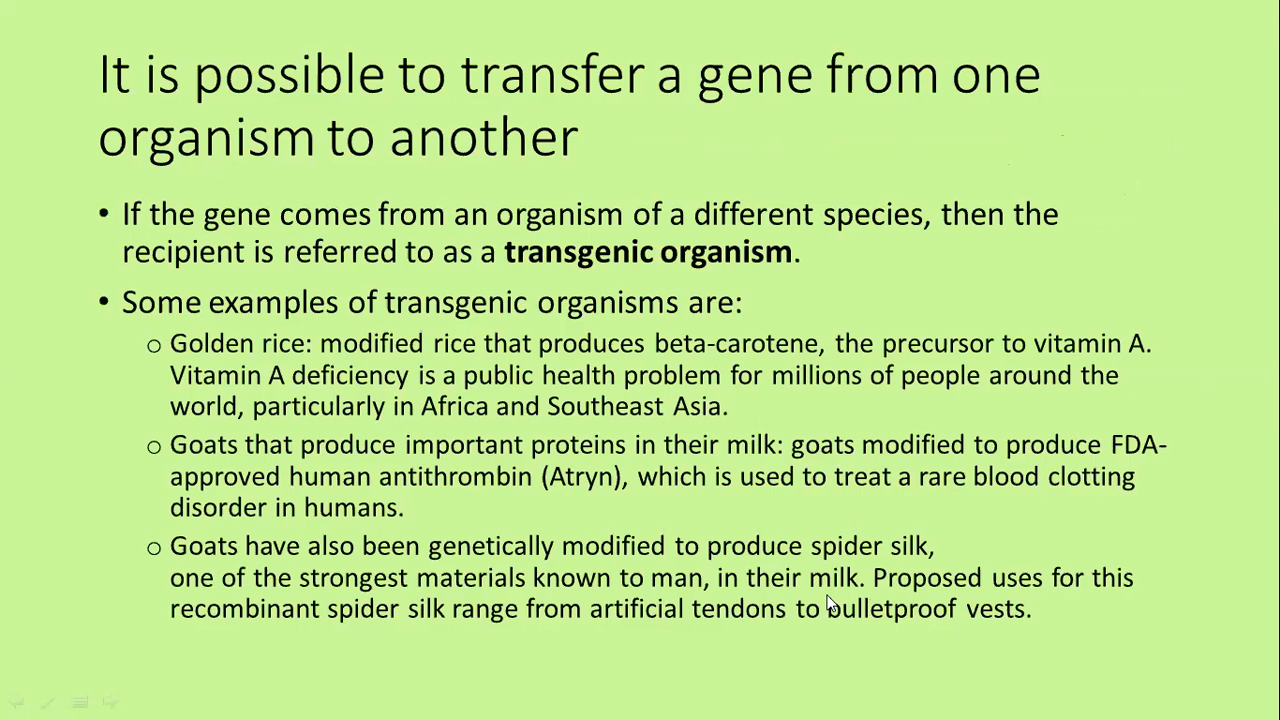 It is possible to transfer a gene from one
organism to another
• If the gene comes from an organism of a different species, then the
recipient is referred to as a transgenic organism.
• Some examples of transgenic organisms are:
o Golden rice: modified rice that produces beta-carotene, the precursor to vitamin A.
Vitamin A deficiency is a public health problem for millions of people around the
world, particularly in Africa and Southeast Asia.
o Goats that produce important proteins in their milk: goats modified to produce FDA-
approved human antithrombin (Atryn), which is used to treat a rare blood clotting
disorder in humans.
o Goats have also been genetically modified to produce spider silk,
one of the strongest materials known to man, in their milk. Proposed uses for this
recombinant spider silk range from artificial tendons to bulletproof vests.